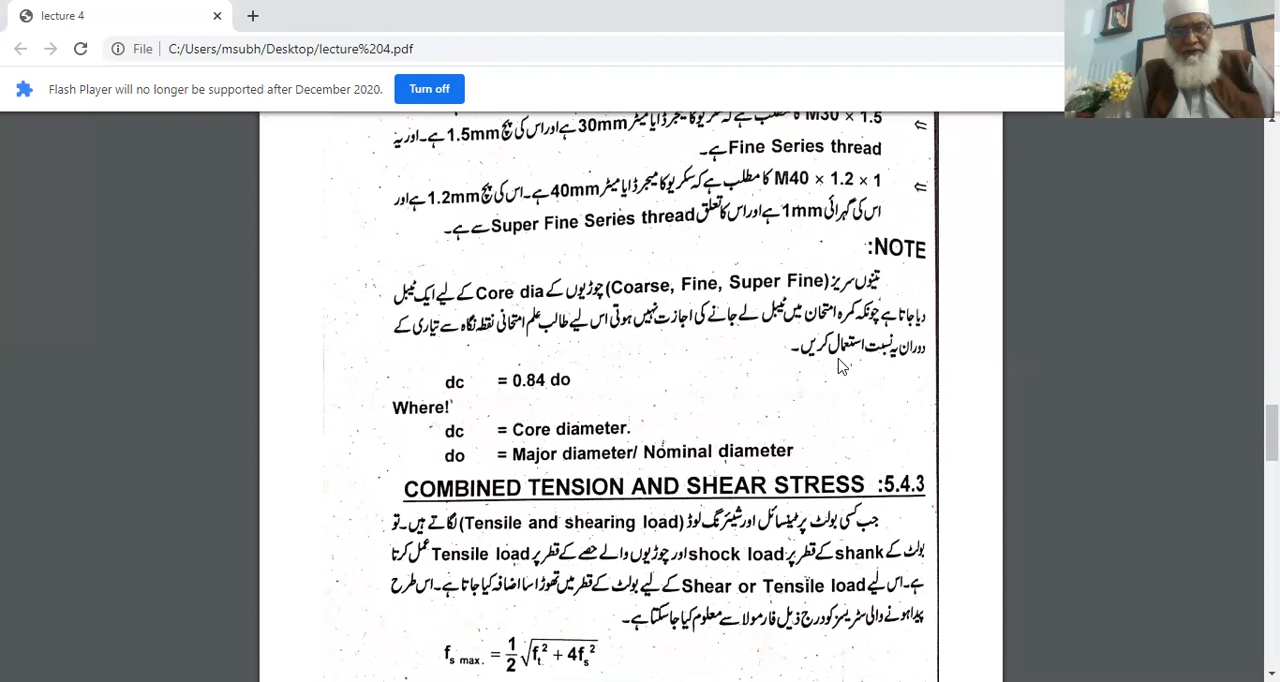 lecture 4
File
C:/Users/msubh/Desktop/lecture%204.pdf
Flash Player will no longer be supported after December 2020.
Turn off
M30 × 1.5 کا مطلب ہے کہ سکریو کا میجر ڈایا میٹر 30mm ہے اور اس کی پچ 1.5mm ہے۔ اور یہ
Fine Series thread ہے۔
M40 × 1.2 × 1 کا مطلب ہے کہ سکریو کا میجر ڈایا میٹر 40mm ہے۔ اس کی پچ 1.2mm ہے اور
اس کی گہرائی 1mm ہے اور اس کا تعلق Super Fine Series thread سے ہے۔
NOTE:
تینوں سریز (Coarse, Fine, Super Fine) چوڑیوں کے Core dia کے لیے ایک ٹیبل
دیا جاتا ہے چونکہ کمرہ امتحان میں ٹیبل لے جانے کی اجازت نہیں ہوتی اس لیے طالب علم امتحانی نقطہ نگاہ سے تیاری کے
دوران یہ نسبت استعمال کریں۔
dc = 0.84 do
Where!
dc = Core diameter.
do = Major diameter/ Nominal diameter
COMBINED TENSION AND SHEAR STRESS :5.4.3
جب کسی بولٹ پر ٹینسائل اور شیئرنگ لوڈ (Tensile and shearing load) لگاتے ہیں۔ تو
بولٹ کے shank کے قطر پر shock load اور چوڑیوں والے حصے کے قطر پر Tensile load عمل کرتا
ہے۔ اس لیے Shear or Tensile load کے لیے بولٹ کے قطر میں تھوڑا سا اضافہ کیا جاتا ہے۔ اس طرح
پیدا ہونے والی سٹریسز کو درج ذیل فارمولا سے معلوم کیا جا سکتا ہے۔
f_s max. = 1/2 √(f_t² + 4f_s²)